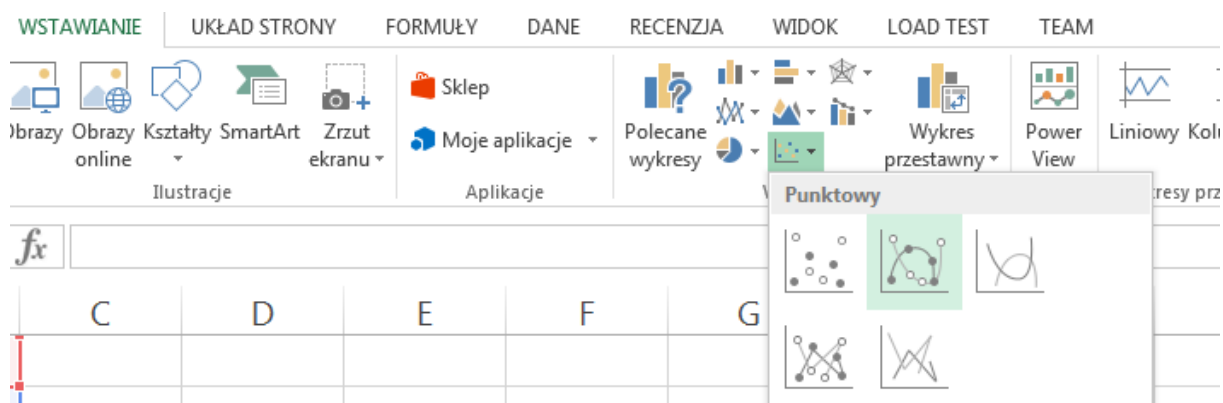 WSTAWIANIE UKŁAD STRONY FORMUŁY DANE RECENZJA WIDOK LOAD TEST TEAM
Obrazy Obrazy online Kształty SmartArt Zrzut ekranu
Sklep
Moje aplikacje
Polecane wykresy
Wykres przestawny
Power View
Liniowy
Ilustracje Aplikacje
Punktowy
fx
C D E F G